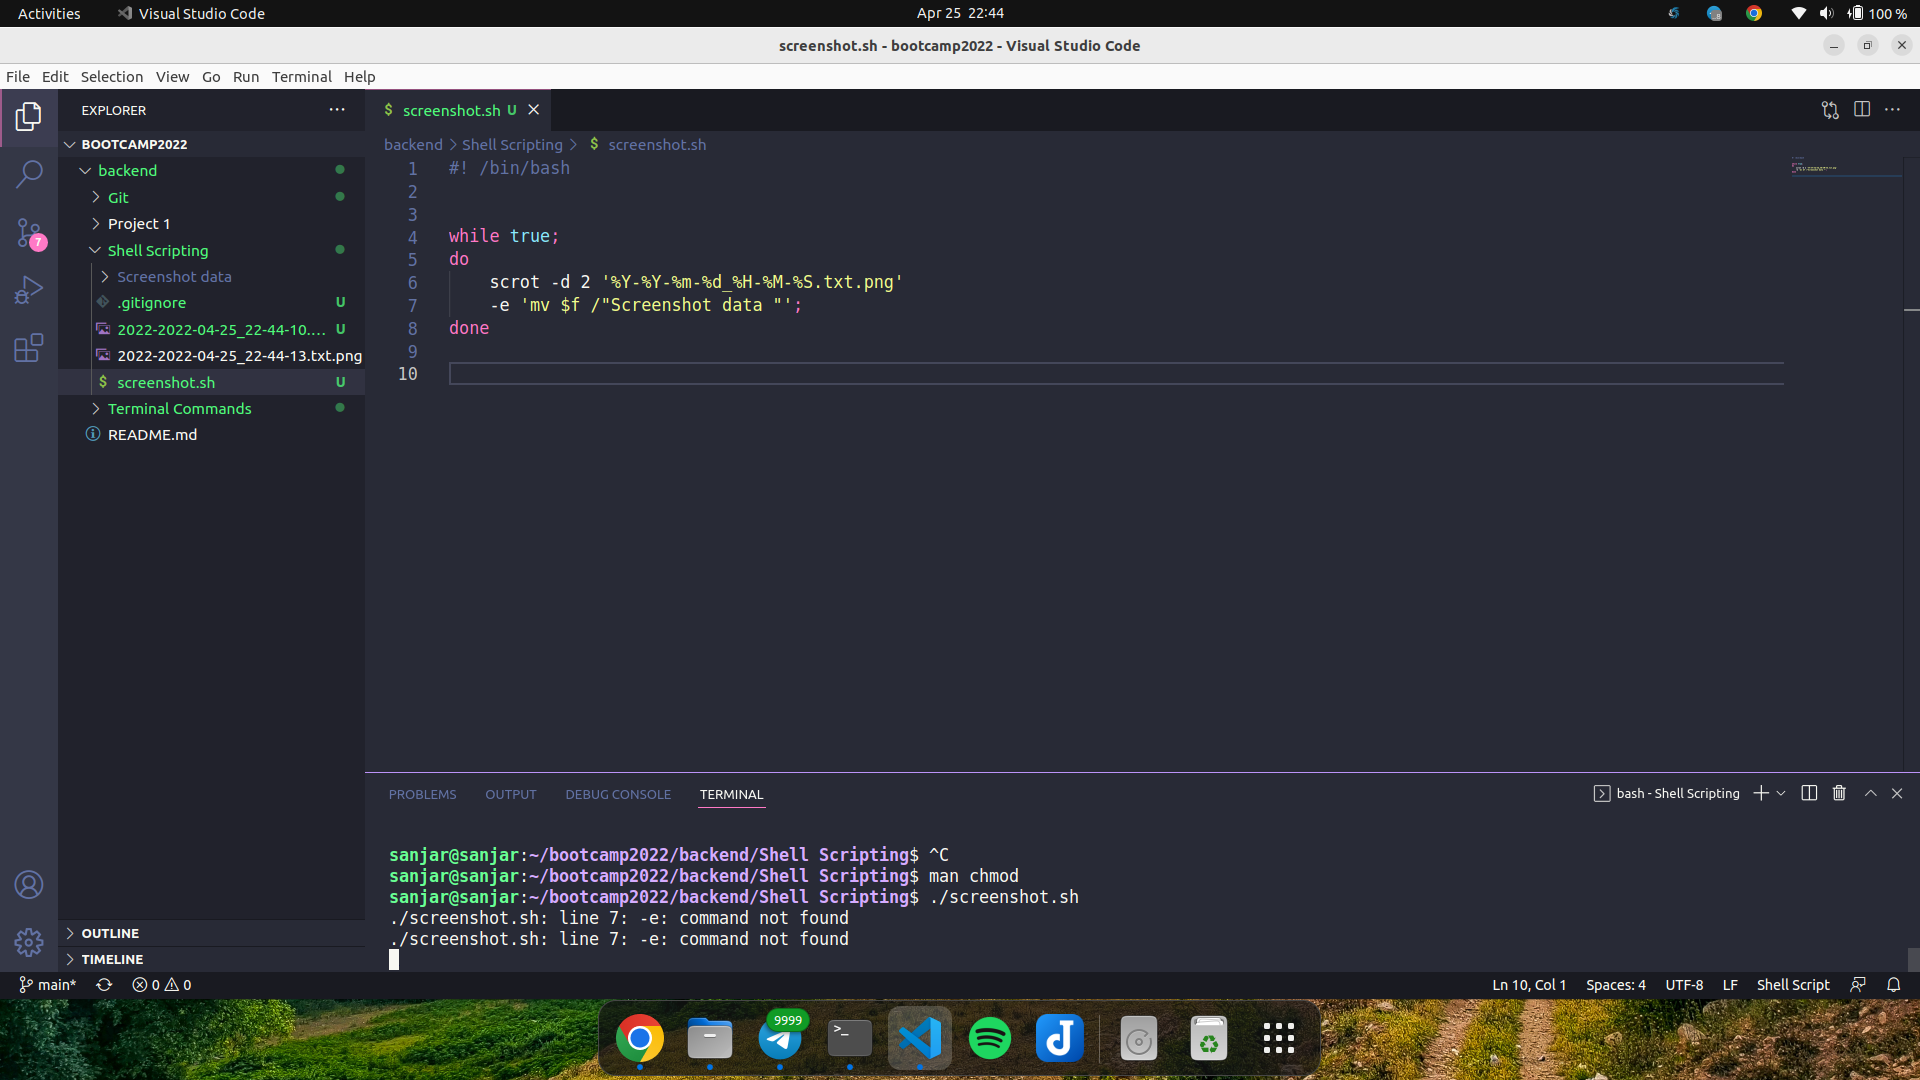 Activities
Visual Studio Code
Apr 25 22:44
100 %
screenshot.sh - bootcamp2022 - Visual Studio Code
File Edit Selection View Go Run Terminal Help
EXPLORER
BOOTCAMP2022
backend
Git
Project 1
Shell Scripting
Screenshot data
.gitignore U
2022-2022-04-25_22-44-10.... U
2022-2022-04-25_22-44-13.txt.png
$ screenshot.sh U
Terminal Commands
README.md
7
OUTLINE
TIMELINE
$ screenshot.sh U
backend > Shell Scripting > $ screenshot.sh
1 #! /bin/bash
2
3
4 while true;
5 do
6 scrot -d 2 '%Y-%Y-%m-%d_%H-%M-%S.txt.png'
7 -e 'mv $f /"Screenshot data "';
8 done
9
10
PROBLEMS OUTPUT DEBUG CONSOLE TERMINAL
bash - Shell Scripting
sanjar@sanjar:~/bootcamp2022/backend/Shell Scripting$ ^C
sanjar@sanjar:~/bootcamp2022/backend/Shell Scripting$ man chmod
sanjar@sanjar:~/bootcamp2022/backend/Shell Scripting$ ./screenshot.sh
./screenshot.sh: line 7: -e: command not found
./screenshot.sh: line 7: -e: command not found
main* 0 0
Ln 10, Col 1 Spaces: 4 UTF-8 LF Shell Script
9999